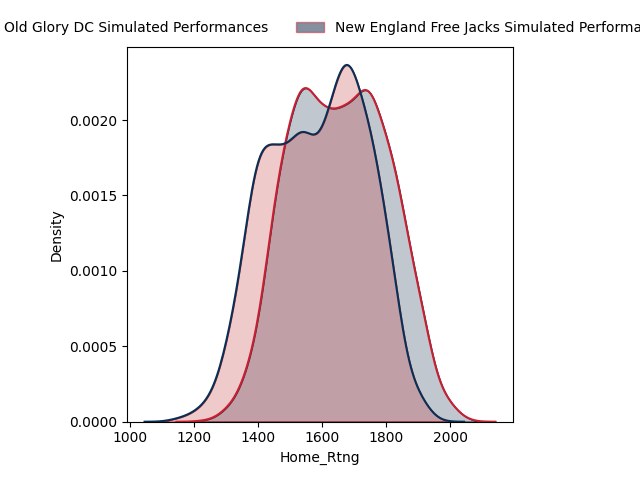 Old Glory DC Simulated Performances New England Free Jacks Simulated Performa
0.0020
0.0015
0.0010
0.0005
0.0000
Density
1000 1200 1400 1600 1800 2000
Home_Rtng